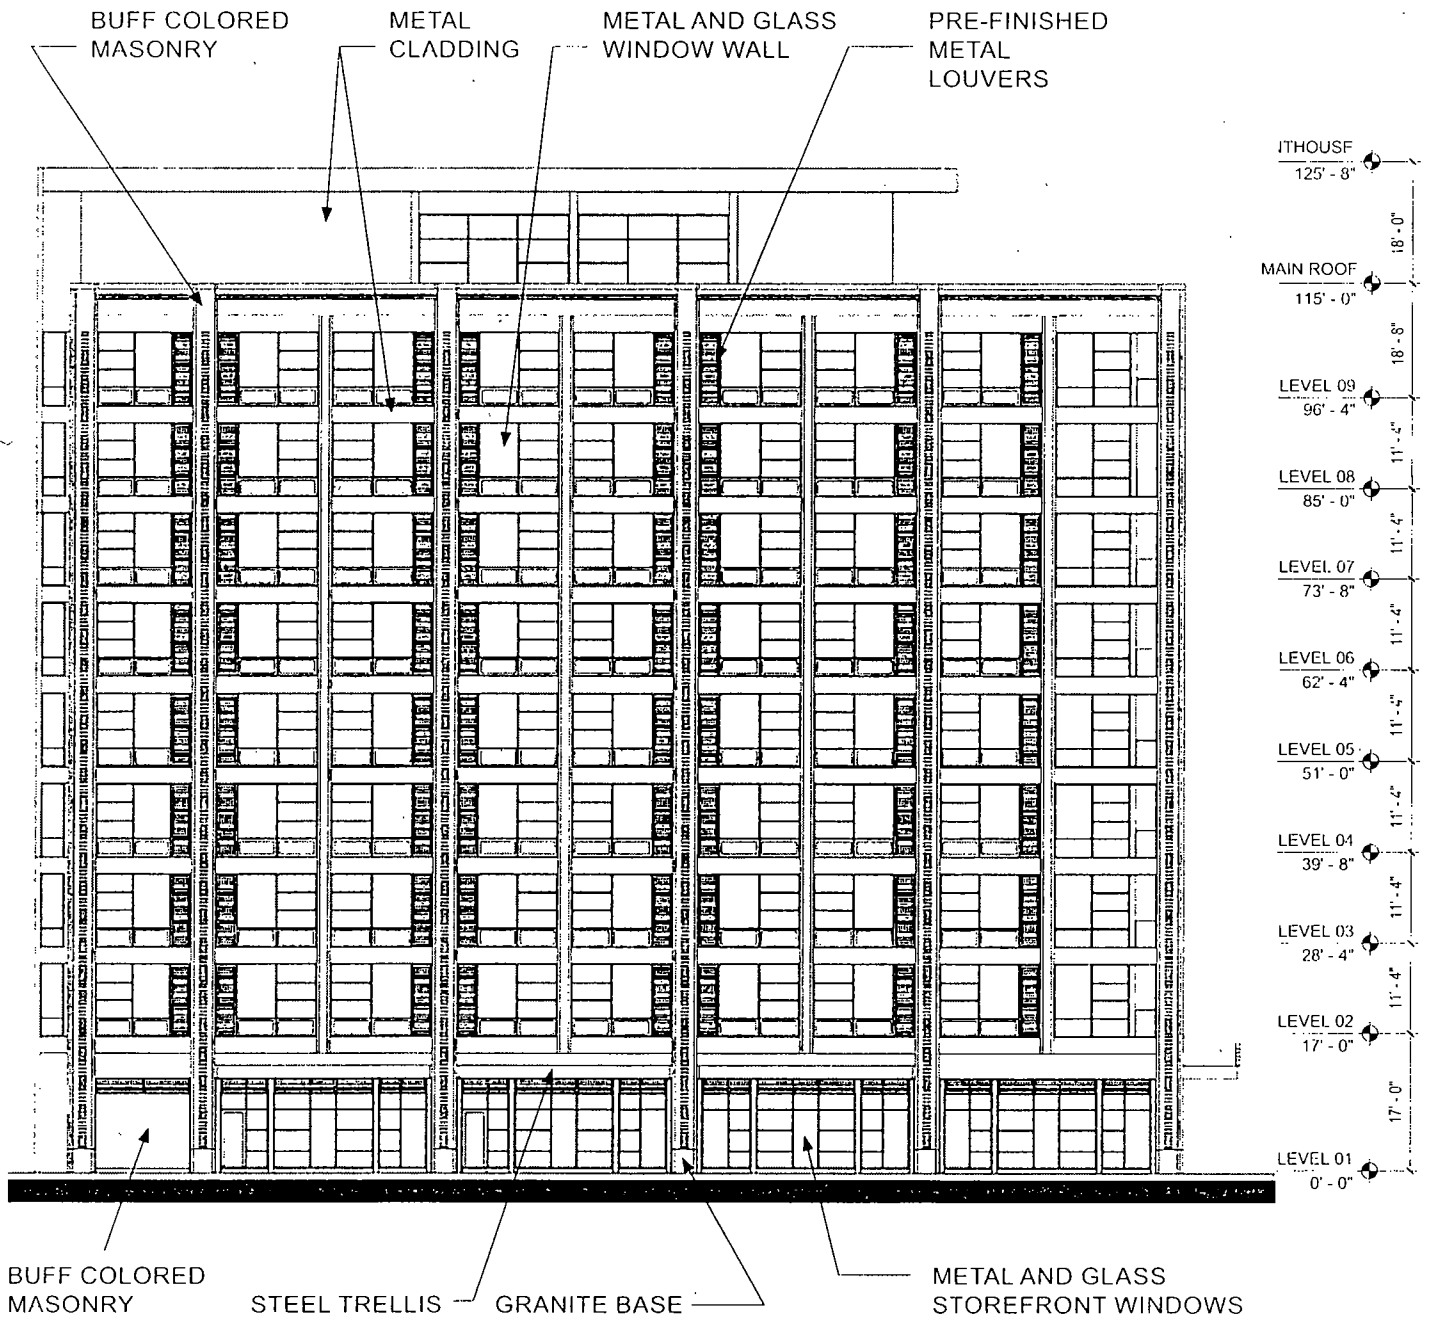 BUFF COLORED
MASONRY
METAL
CLADDING
METAL AND GLASS
WINDOW WALL
PRE-FINISHED
METAL
LOUVERS
125' - 8"
18' - 0"
MAIN ROOF
115' - 0"
18' - 8"
LEVEL 09
96' - 4"
11' - 4"
LEVEL 08
85' - 0"
11' - 4"
LEVEL 07
73' - 8"
11' - 4"
LEVEL 06
62' - 4"
11' - 4"
LEVEL 05
51' - 0"
11' - 4"
LEVEL 04
39' - 8"
11' - 4"
LEVEL 03
28' - 4"
11' - 4"
LEVEL 02
17' - 0"
17' - 0"
LEVEL 01
0' - 0"
BUFF COLORED
MASONRY
STEEL TRELLIS
GRANITE BASE
METAL AND GLASS
STOREFRONT WINDOWS